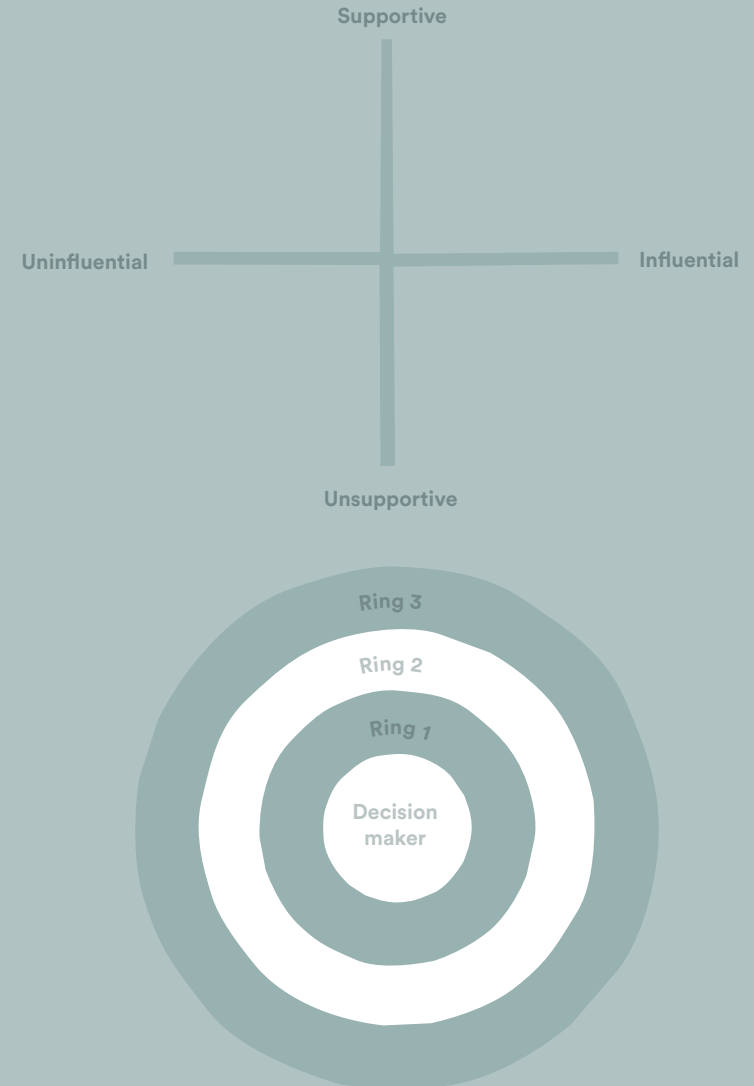 Supportive
Uninfluential
Influential
Unsupportive
Ring 3
Ring 2
Ring 1
Decision
maker